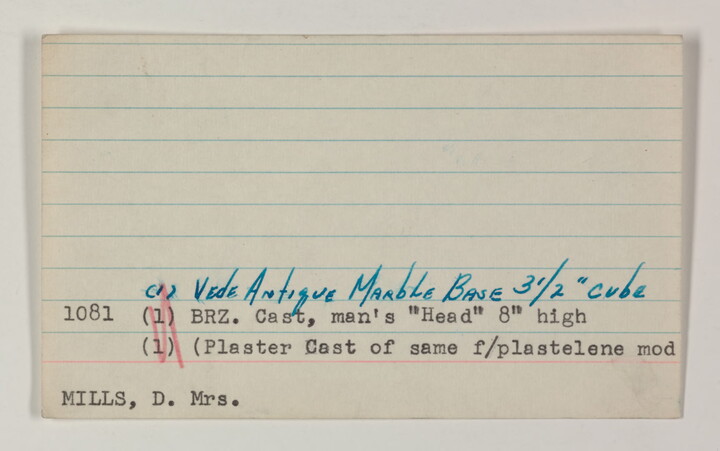 (1) Vede Antique Marble Base 3 1/2" cube
1081 (1) BRZ. Cast, man's "Head" 8" high
(1) (Plaster Cast of same f/plastelene mod
MILLS, D. Mrs.